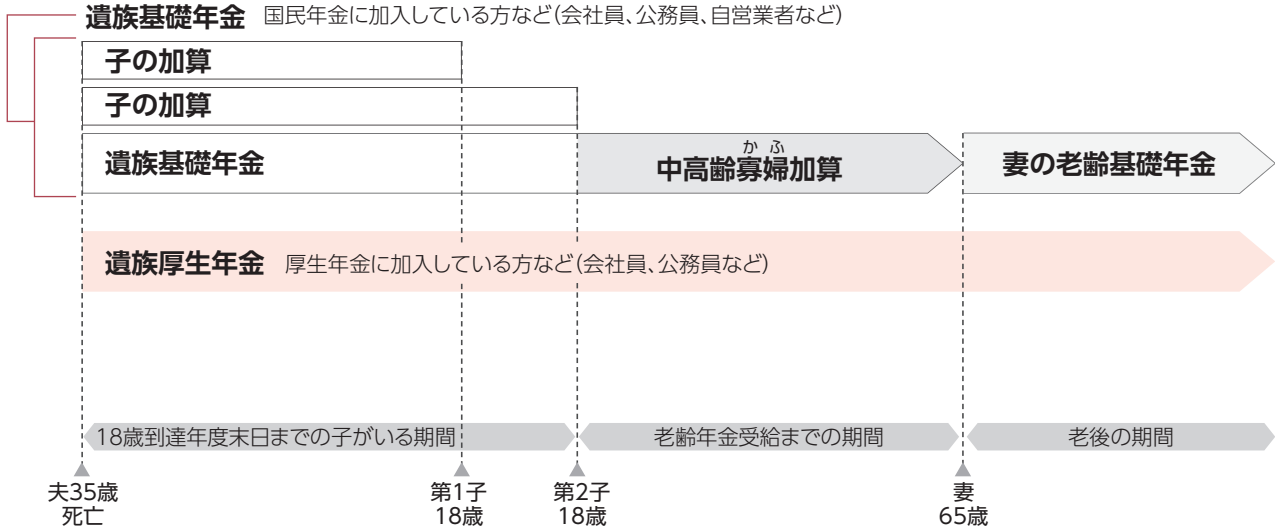 遺族基礎年金 国民年金に加入している方など(会社員、公務員、自営業者など)
子の加算
子の加算
遺族基礎年金
かふ
中高齢寡婦加算
妻の老齢基礎年金
遺族厚生年金 厚生年金に加入している方など(会社員、公務員など)
18歳到達年度末日までの子がいる期間
老齢年金受給までの期間
老後の期間
夫35歳
死亡
第1子
18歳
第2子
18歳
妻
65歳